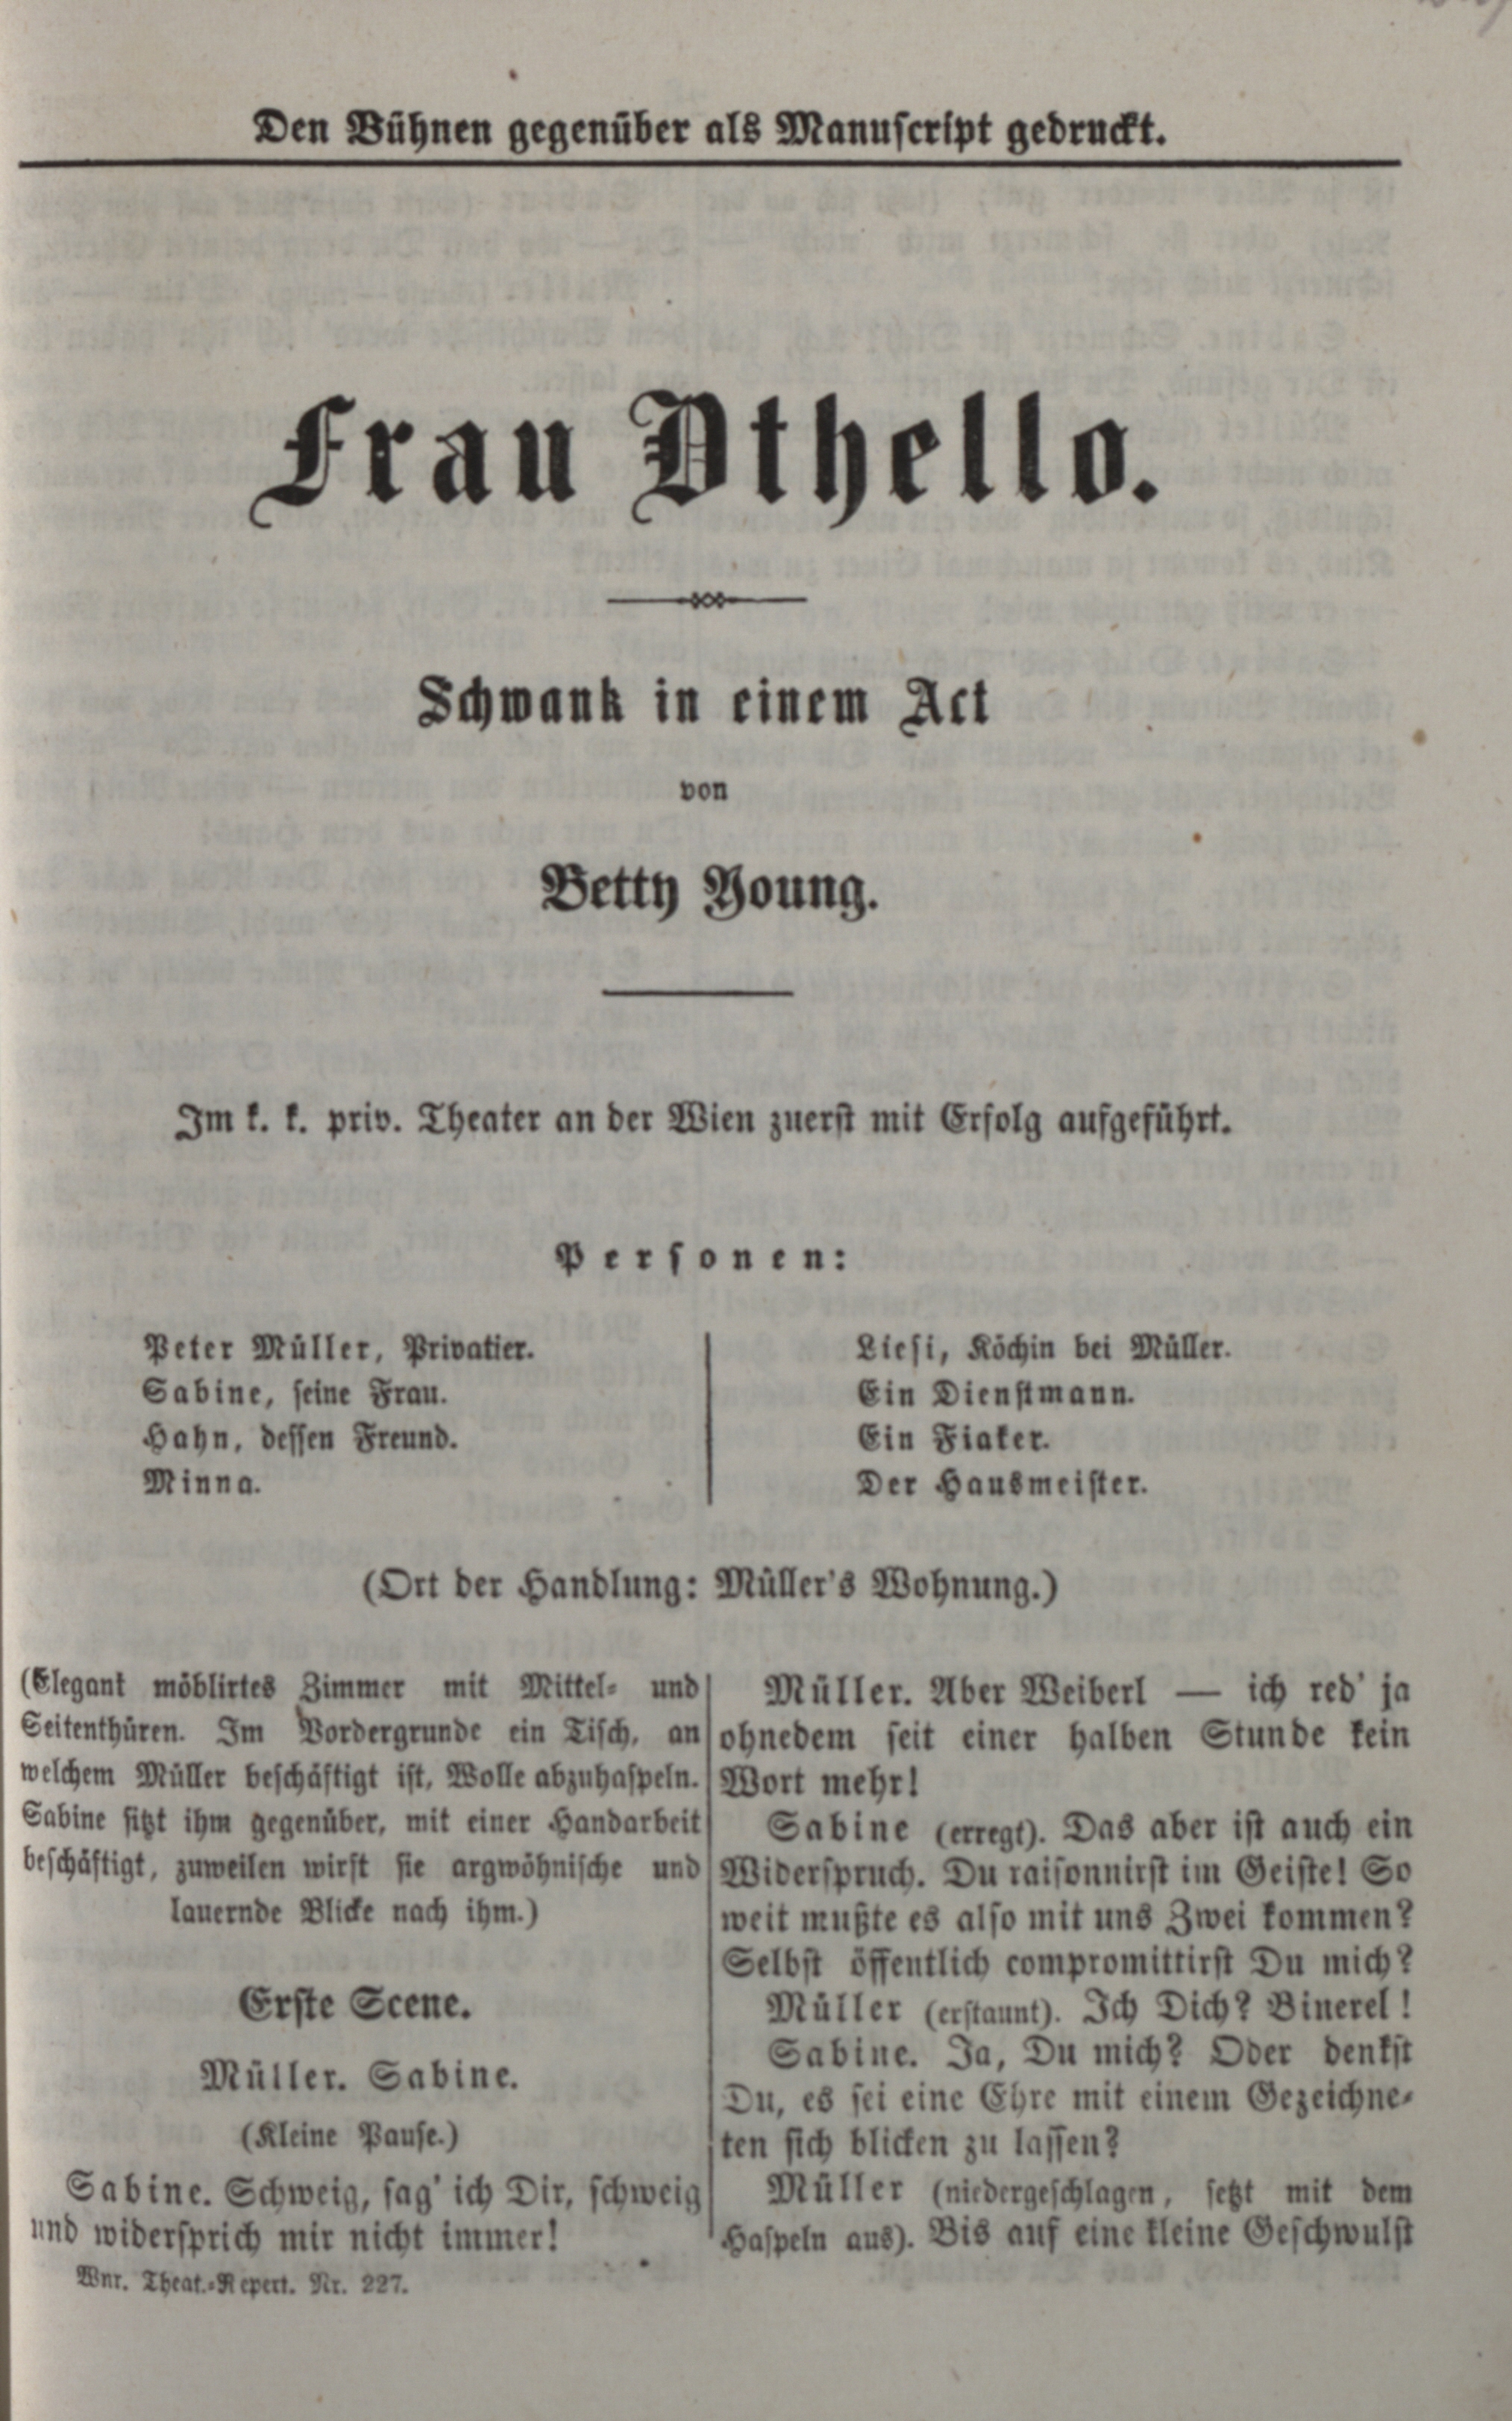 Den Bühnen gegenüber als Manuscript gedruckt.
Frau Othello.
Schwank in einem Act
von
Betty Young.
Im k. k. priv. Theater an der Wien zuerst mit Erfolg aufgeführt.
Personen:
Peter Müller, Privatier.
Sabine, seine Frau.
Hahn, dessen Freund.
Minna.
Liesi, Köchin bei Müller.
Ein Dienstmann.
Ein Fiaker.
Der Hausmeister.
(Ort der Handlung: Müller's Wohnung.)
(Elegant möblirtes Zimmer mit Mittel- und
Seitenthüren. Im Vordergrunde ein Tisch, an
welchem Müller beschäftigt ist, Wolle abzuhaspeln.
Sabine sitzt ihm gegenüber, mit einer Handarbeit
beschäftigt, zuweilen wirft sie argwöhnische und
lauernde Blicke nach ihm.)
Erste Scene.
Müller. Sabine.
(Kleine Pause.)
Sabine. Schweig, sag' ich Dir, schweig
und widersprich mir nicht immer!
Wnr. Theat.-Repert. Nr. 227.
Müller. Aber Weiberl — ich red' ja
ohnedem seit einer halben Stunde kein
Wort mehr!
Sabine (erregt). Das aber ist auch ein
Widerspruch. Du raisonnirst im Geiste! So
weit mußte es also mit uns Zwei kommen?
Selbst öffentlich compromittirst Du mich?
Müller (erstaunt). Ich Dich? Binerel!
Sabine. Ja, Du mich? Oder denkst
Du, es sei eine Ehre mit einem Gezeichne-
ten sich blicken zu lassen?
Müller (niedergeschlagen, setzt mit dem
Haspeln aus). Bis auf eine kleine Geschwulst